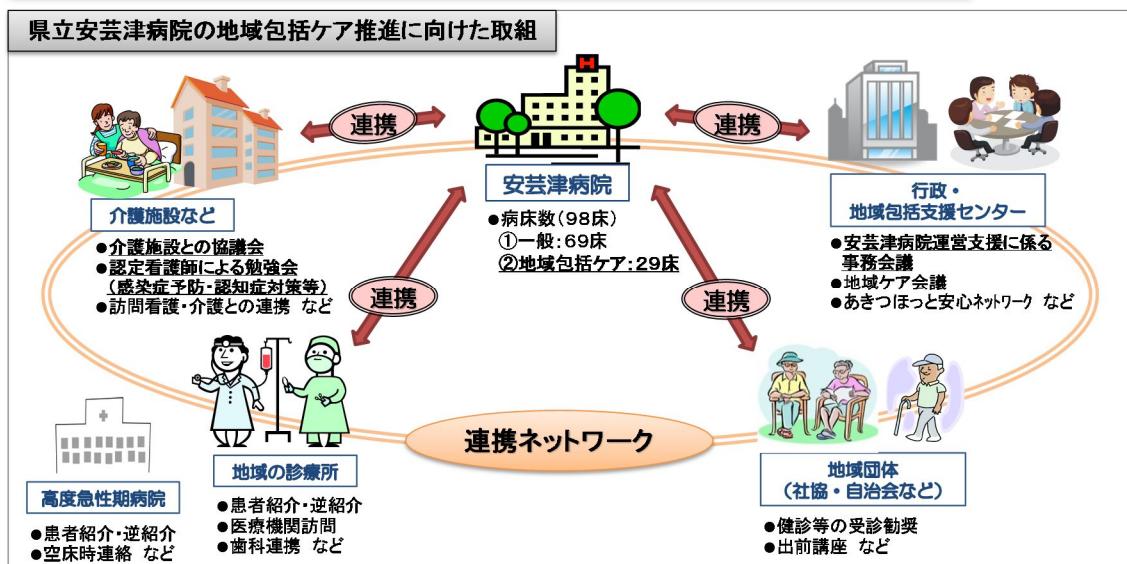 県立安芸津病院の地域包括ケア推進に向けた取組
連携
連携
H
安芸津病院
●病床数(98床)
①一般:69床
②地域包括ケア:29床
介護施設など
●介護施設との協議会
●認定看護師による勉強会
(感染症予防・認知症対策等)
●訪問看護・介護との連携 など
行政・
地域包括支援センター
●安芸津病院運営支援に係る
事務会議
●地域ケア会議
●あきつほっと安心ネットワーク など
連携
連携
連携ネットワーク
高度急性期病院
●患者紹介・逆紹介
●空床時連絡 など
地域の診療所
●患者紹介・逆紹介
●医療機関訪問
●歯科連携 など
地域団体
(社協・自治会など)
●健診等の受診勧奨
●出前講座 など